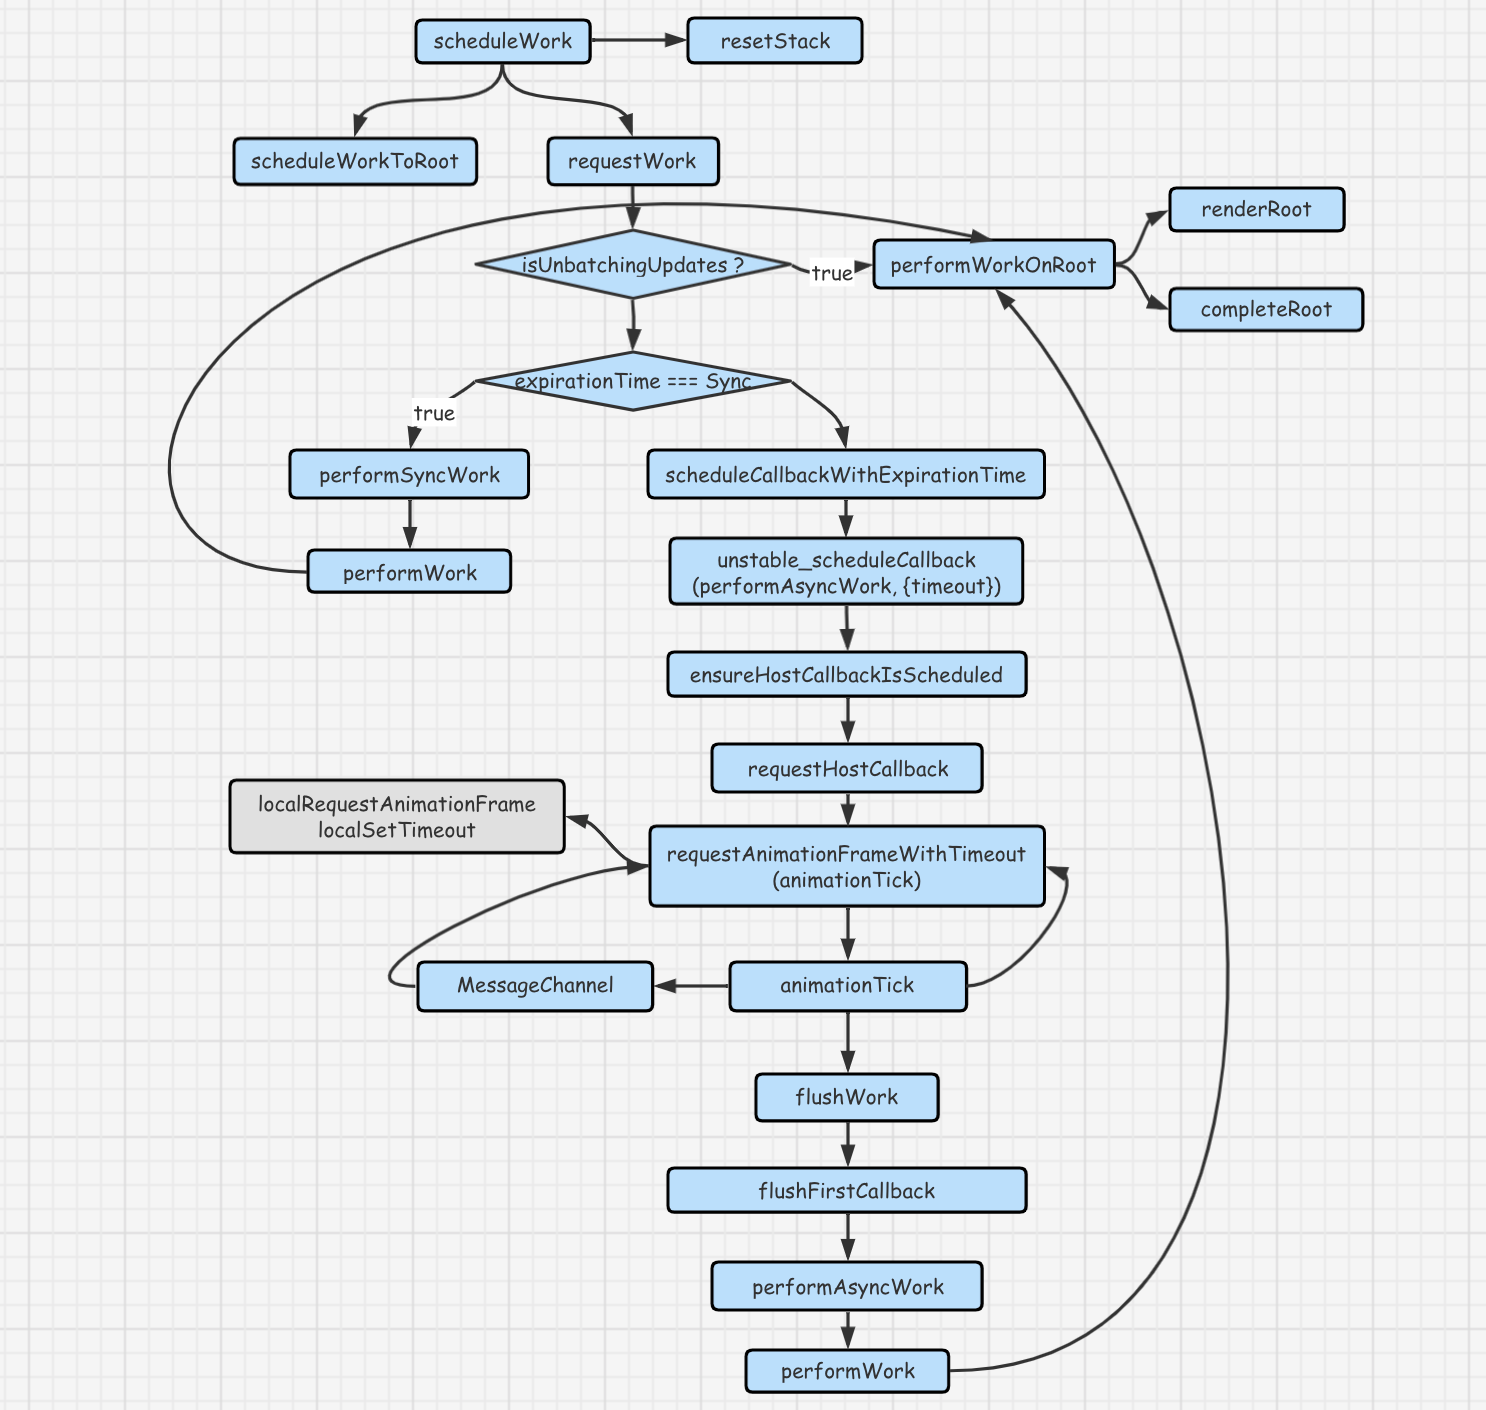 scheduleWork
resetStack
scheduleWorkToRoot
requestWork
renderRoot
isUnbatchingUpdates ?
true
performWorkOnRoot
completeRoot
expirationTime === Sync
true
performSyncWork
scheduleCallbackWithExpirationTime
performWork
unstable_scheduleCallback
(performAsyncWork, {timeout})
ensureHostCallbackIsScheduled
requestHostCallback
localRequestAnimationFrame
localSetTimeout
requestAnimationFrameWithTimeout
(animationTick)
MessageChannel
animationTick
flushWork
flushFirstCallback
performAsyncWork
performWork